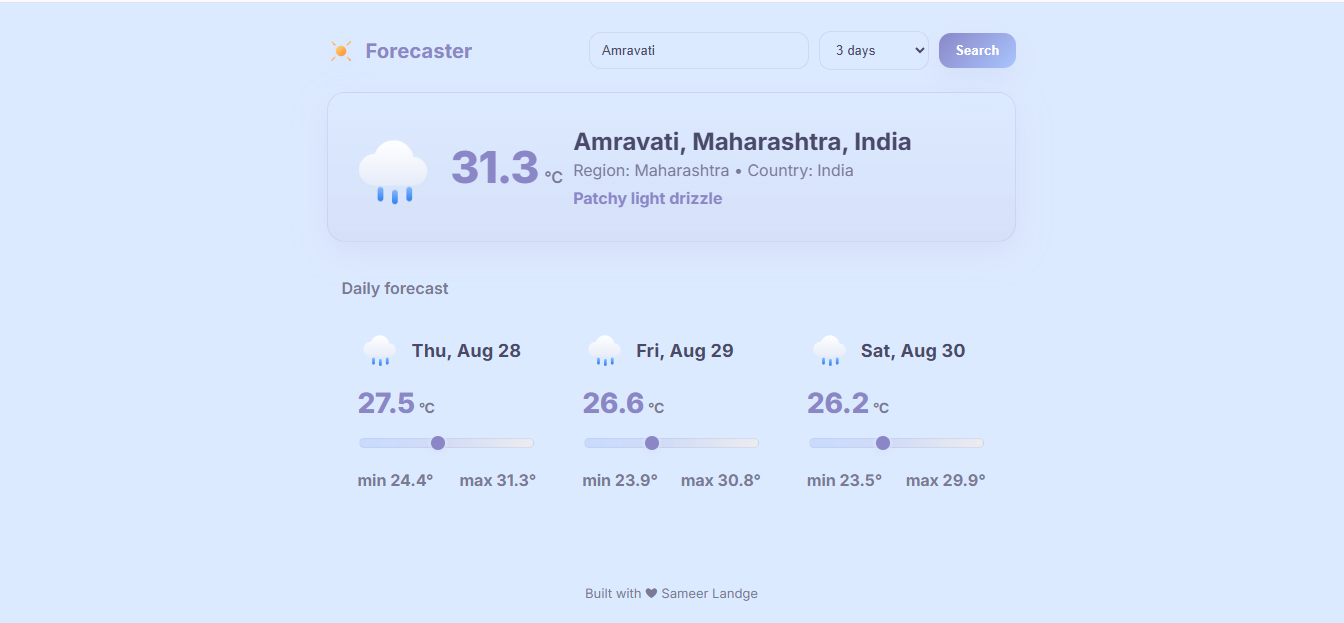 Forecaster
Amravati
3 days
Search
31.3 °C
Amravati, Maharashtra, India
Region: Maharashtra • Country: India
Patchy light drizzle
Daily forecast
Thu, Aug 28
27.5 °C
min 24.4° max 31.3°
Fri, Aug 29
26.6 °C
min 23.9° max 30.8°
Sat, Aug 30
26.2 °C
min 23.5° max 29.9°
Built with ❤ Sameer Landge